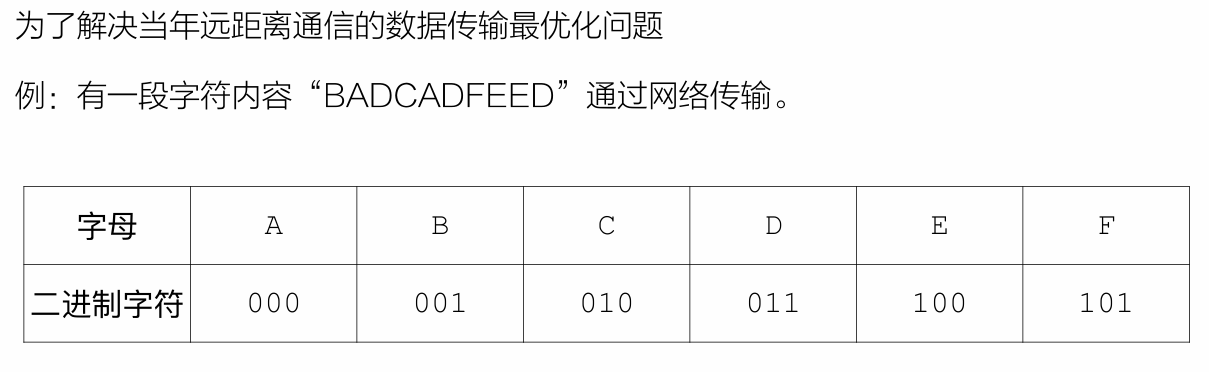 为了解决当年远距离通信的数据传输最优化问题
例：有一段字符内容“BADCADFEED”通过网络传输。
字母 A B C D E F
二进制字符 000 001 010 011 100 101